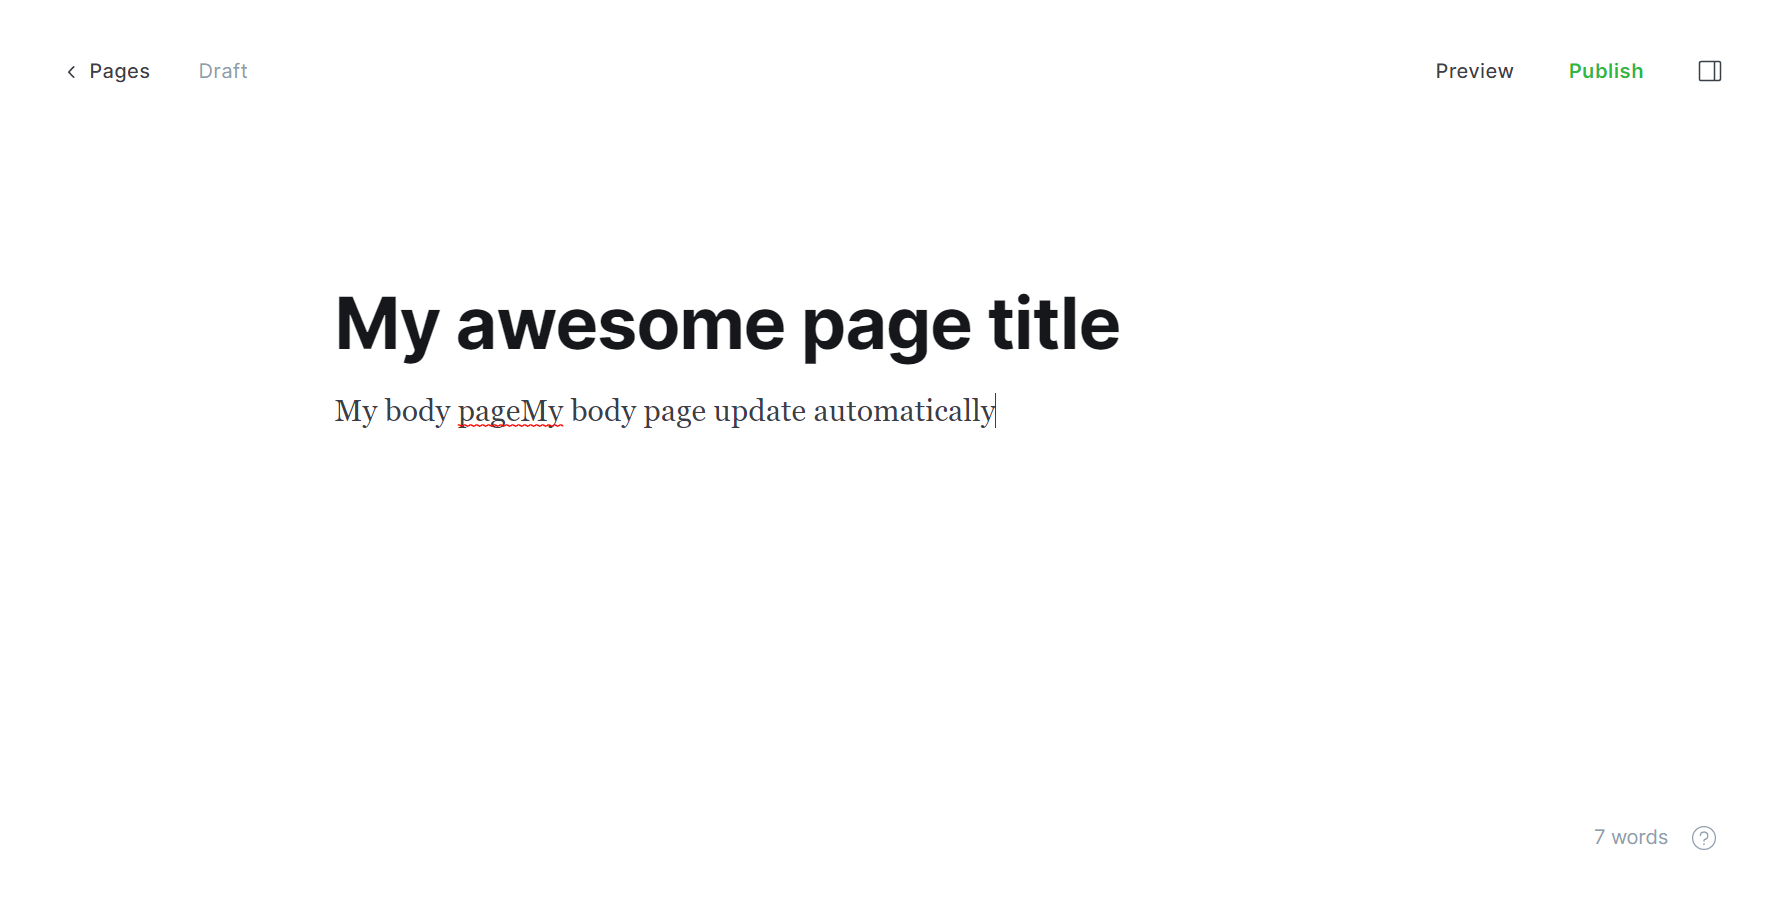 Pages Draft Preview Publish
My awesome page title
My body pageMy body page update automatically
7 words